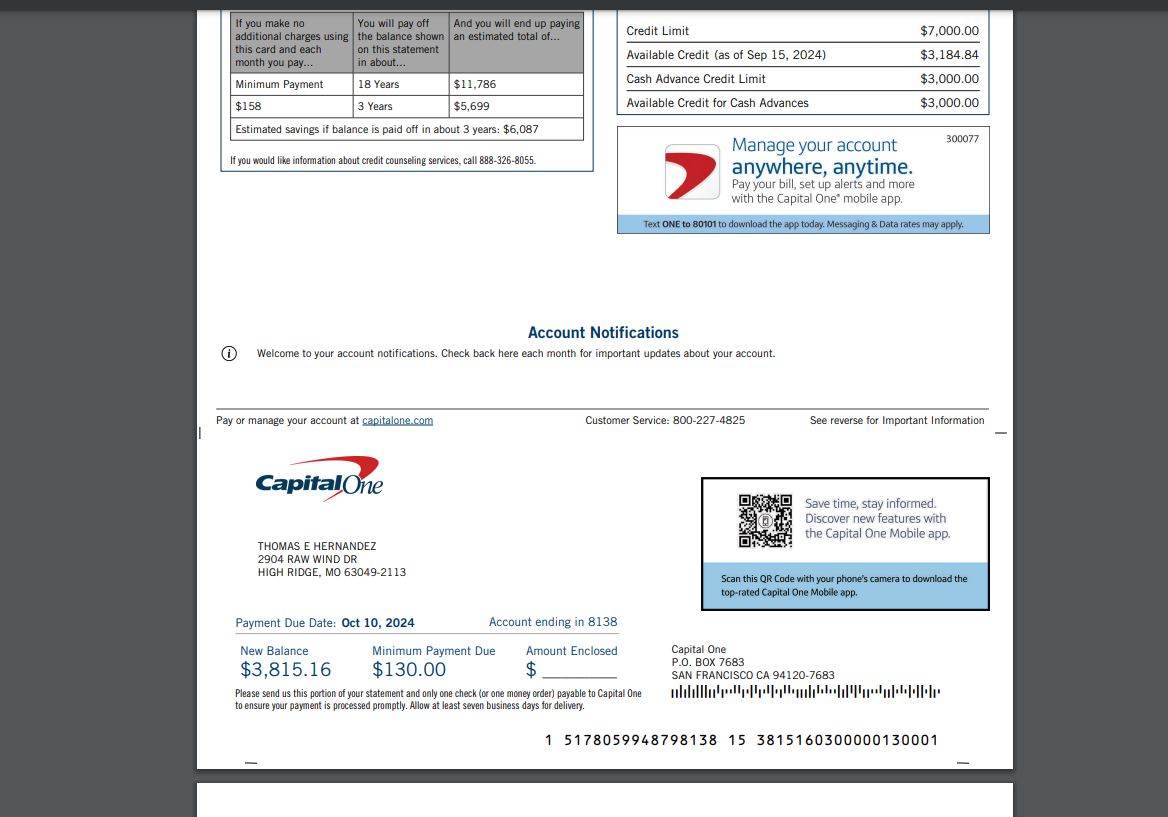 If you make no additional charges using this card and each month you pay...
You will pay off the balance shown on this statement in about...
And you will end up paying an estimated total of...
Minimum Payment 18 Years $11,786
$158 3 Years $5,699
Estimated savings if balance is paid off in about 3 years: $6,087
If you would like information about credit counseling services, call 888-326-8055.
Credit Limit $7,000.00
Available Credit (as of Sep 15, 2024) $3,184.84
Cash Advance Credit Limit $3,000.00
Available Credit for Cash Advances $3,000.00
300077
Manage your account
anywhere, anytime.
Pay your bill, set up alerts and more
with the Capital One® mobile app.
Text ONE to 80101 to download the app today. Messaging & Data rates may apply.
Account Notifications
Welcome to your account notifications. Check back here each month for important updates about your account.
Pay or manage your account at capitalone.com Customer Service: 800-227-4825 See reverse for Important Information
CapitalOne
Save time, stay informed.
Discover new features with
the Capital One Mobile app.
Scan this QR Code with your phone's camera to download the
top-rated Capital One Mobile app.
THOMAS E HERNANDEZ
2904 RAW WIND DR
HIGH RIDGE, MO 63049-2113
Payment Due Date: Oct 10, 2024 Account ending in 8138
New Balance Minimum Payment Due Amount Enclosed
$3,815.16 $130.00 $ ________
Please send us this portion of your statement and only one check (or one money order) payable to Capital One
to ensure your payment is processed promptly. Allow at least seven business days for delivery.
Capital One
P.O. BOX 7683
SAN FRANCISCO CA 94120-7683
1 5178059948798138 15 3815160300000130001